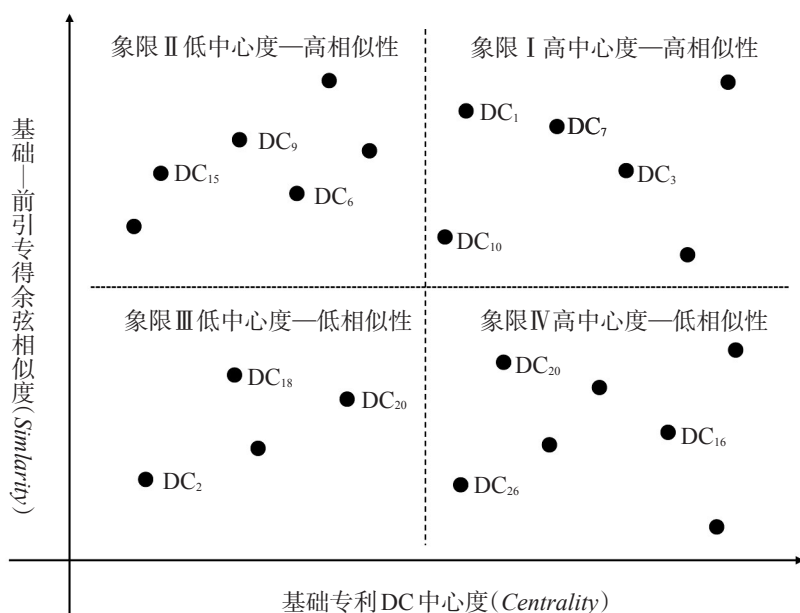 象限Ⅱ低中心度—高相似性
象限Ⅰ高中心度—高相似性
DC₁
DC₇
DC₉
DC₃
DC₁₅
DC₆
DC₁₀
基础—前引专得余弦相似度(Simlarity)
象限Ⅲ低中心度—低相似性
象限Ⅳ高中心度—低相似性
DC₂₀
DC₁₈
DC₂₀
DC₁₆
DC₂
DC₂₆
基础专利DC中心度(Centrality)